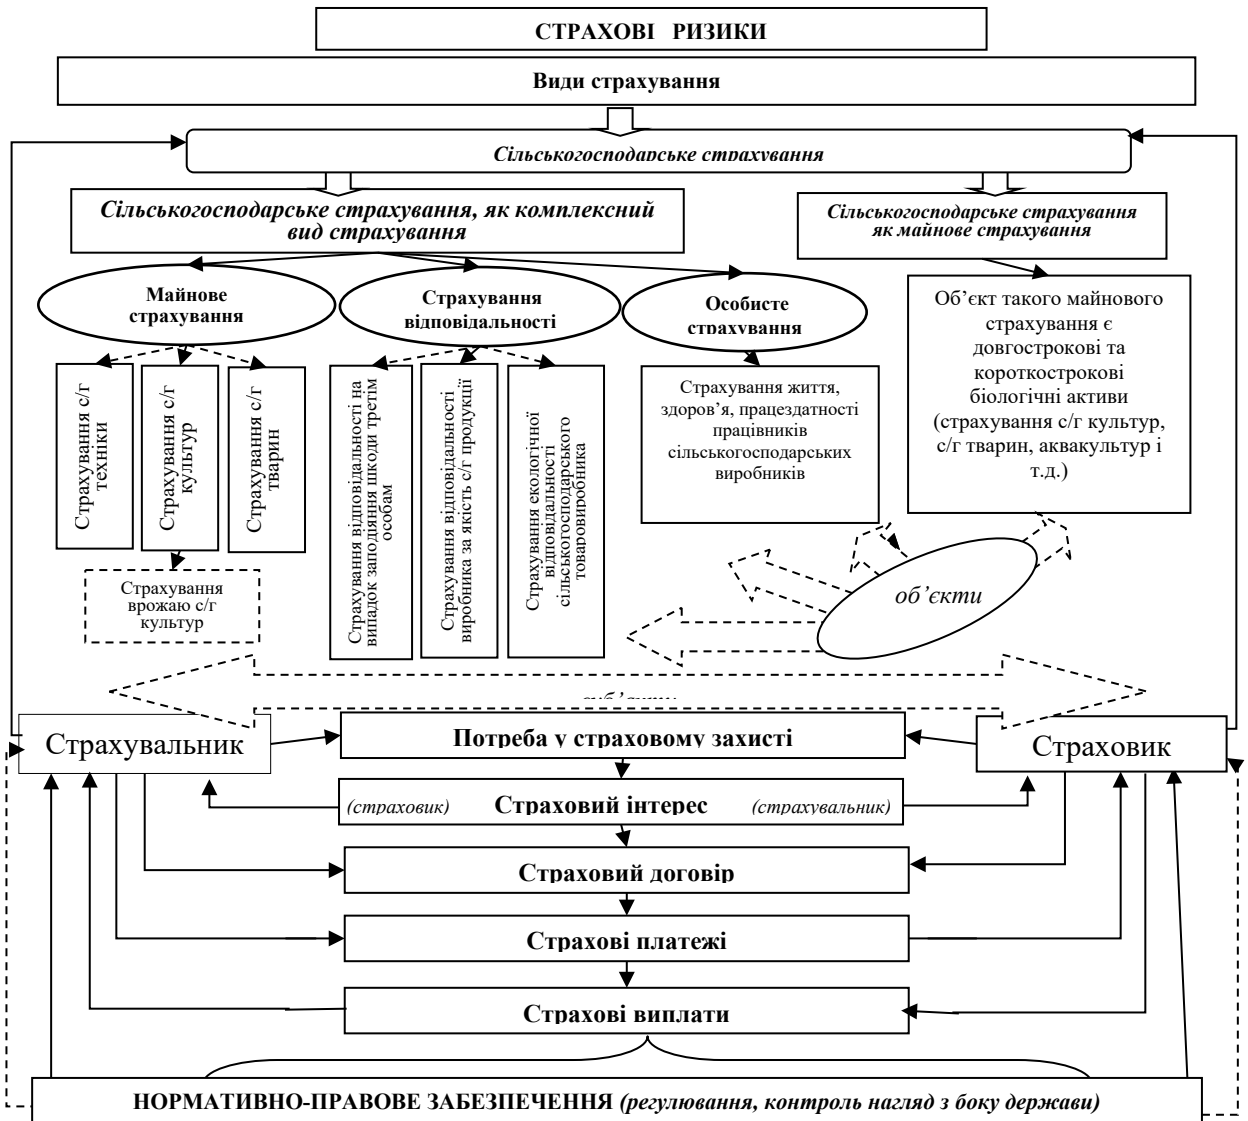 СТРАХОВІ РИЗИКИ
Види страхування
Сільськогосподарське страхування
Сільськогосподарське страхування, як комплексний
вид страхування
Сільськогосподарське страхування
як майнове страхування
Майнове
страхування
Страхування
відповідальності
Особисте
страхування
Об’єкт такого майнового
страхування є
довгострокові та
короткострокові
біологічні активи
(страхування с/г культур,
с/г тварин, аквакультур і
т.д.)
Страхування с/г
техніки
Страхування с/г
культур
Страхування с/г
тварин
Страхування відповідальності на
випадок заподіяння шкоди третім
особам
Страхування відповідальності
виробника за якість с/г продукції
Страхування екологічної
відповідальності
сільськогосподарського
товаровиробника
Страхування життя,
здоров’я, працездатності
працівників
сільськогосподарських
виробників
Страхування
врожаю с/г
культур
об’єкти
суб’єкти
Страхувальник
Потреба у страховому захисті
Страховик
(страховик) Страховий інтерес (страхувальник)
Страховий договір
Страхові платежі
Страхові виплати
НОРМАТИВНО-ПРАВОВЕ ЗАБЕЗПЕЧЕННЯ (регулювання, контроль нагляд з боку держави)